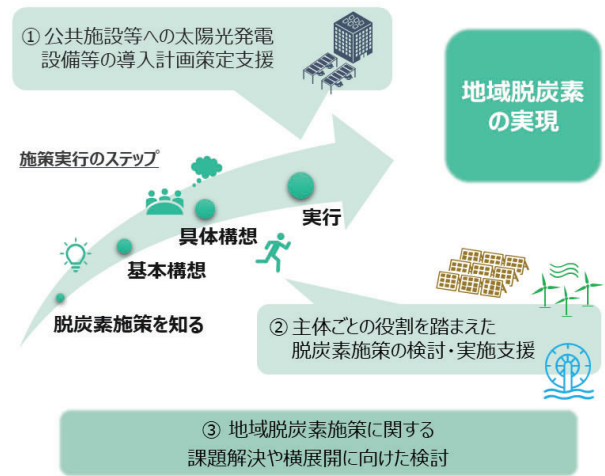 ① 公共施設等への太陽光発電
設備等の導入計画策定支援
地域脱炭素
の実現
施策実行のステップ
実行
具体構想
基本構想
脱炭素施策を知る
② 主体ごとの役割を踏まえた
脱炭素施策の検討・実施支援
③ 地域脱炭素施策に関する
課題解決や横展開に向けた検討